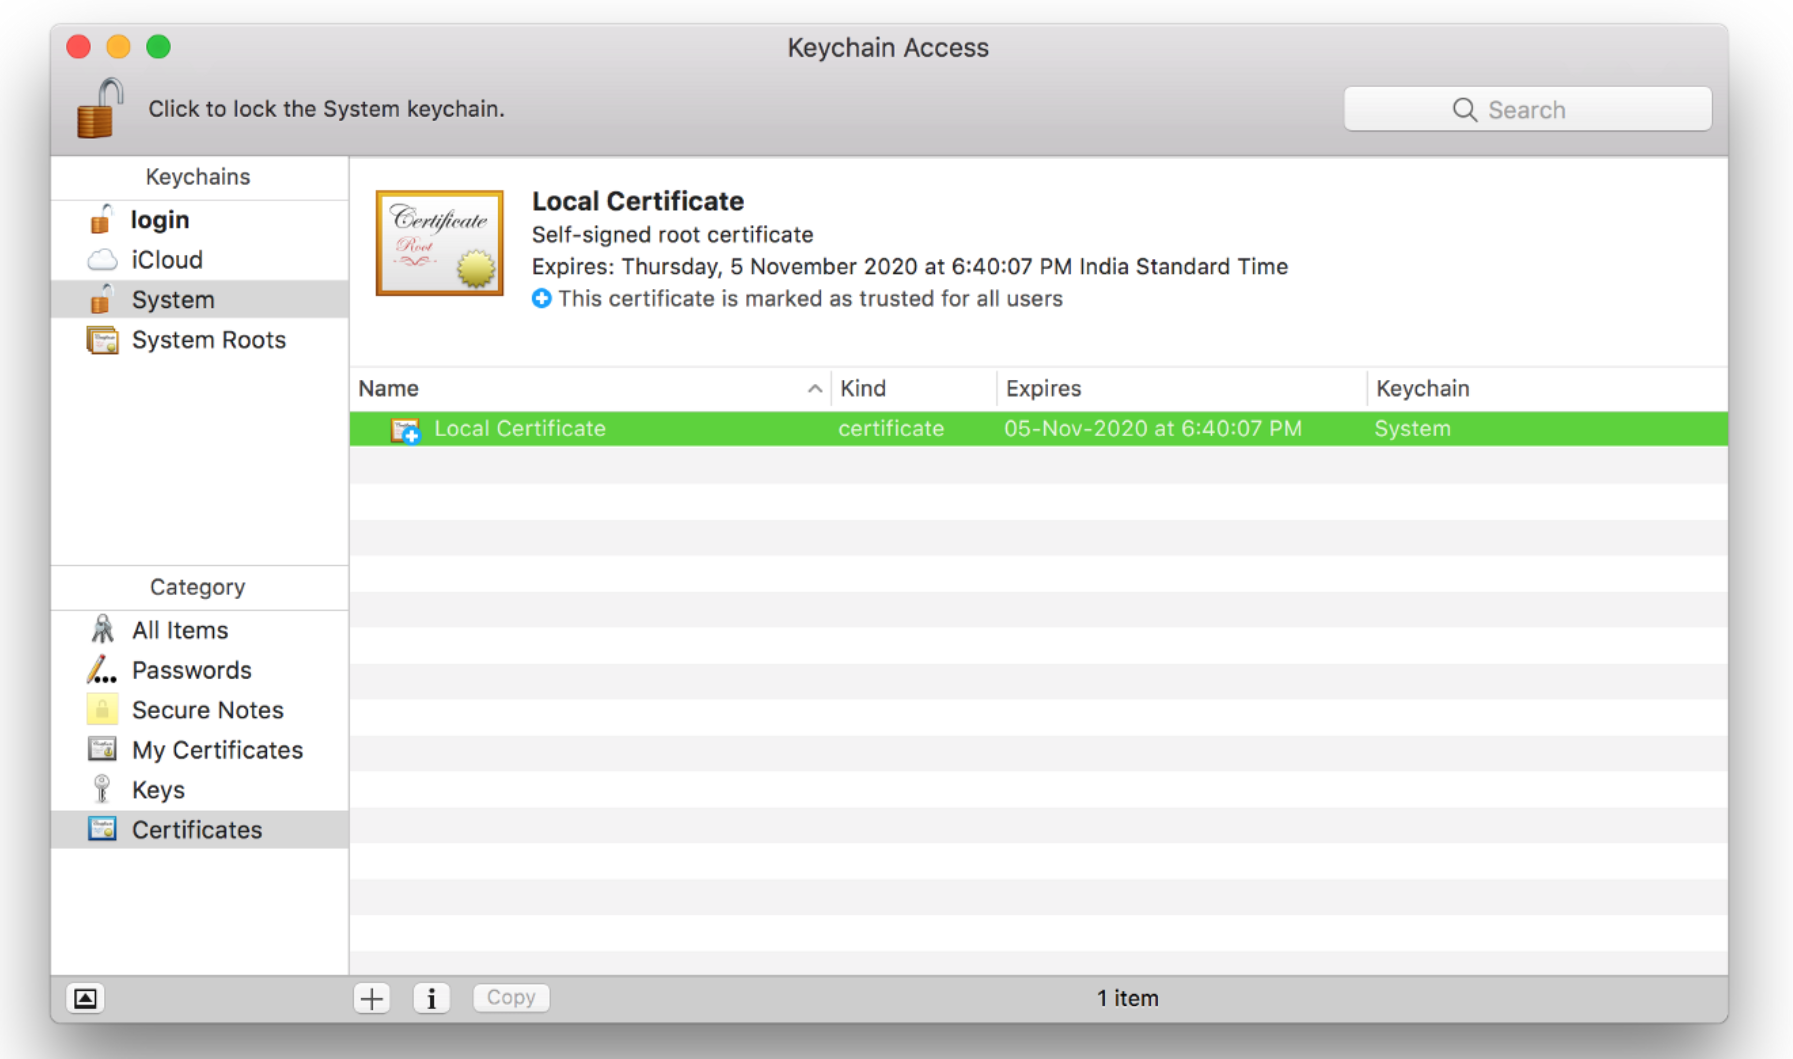 Keychain Access
Click to lock the System keychain.
Search
Keychains
login
iCloud
System
System Roots
Certificate
Root
Local Certificate
Self-signed root certificate
Expires: Thursday, 5 November 2020 at 6:40:07 PM India Standard Time
This certificate is marked as trusted for all users
Name Kind Expires Keychain
Local Certificate certificate 05-Nov-2020 at 6:40:07 PM System
Category
All Items
Passwords
Secure Notes
My Certificates
Keys
Certificates
Copy
1 item